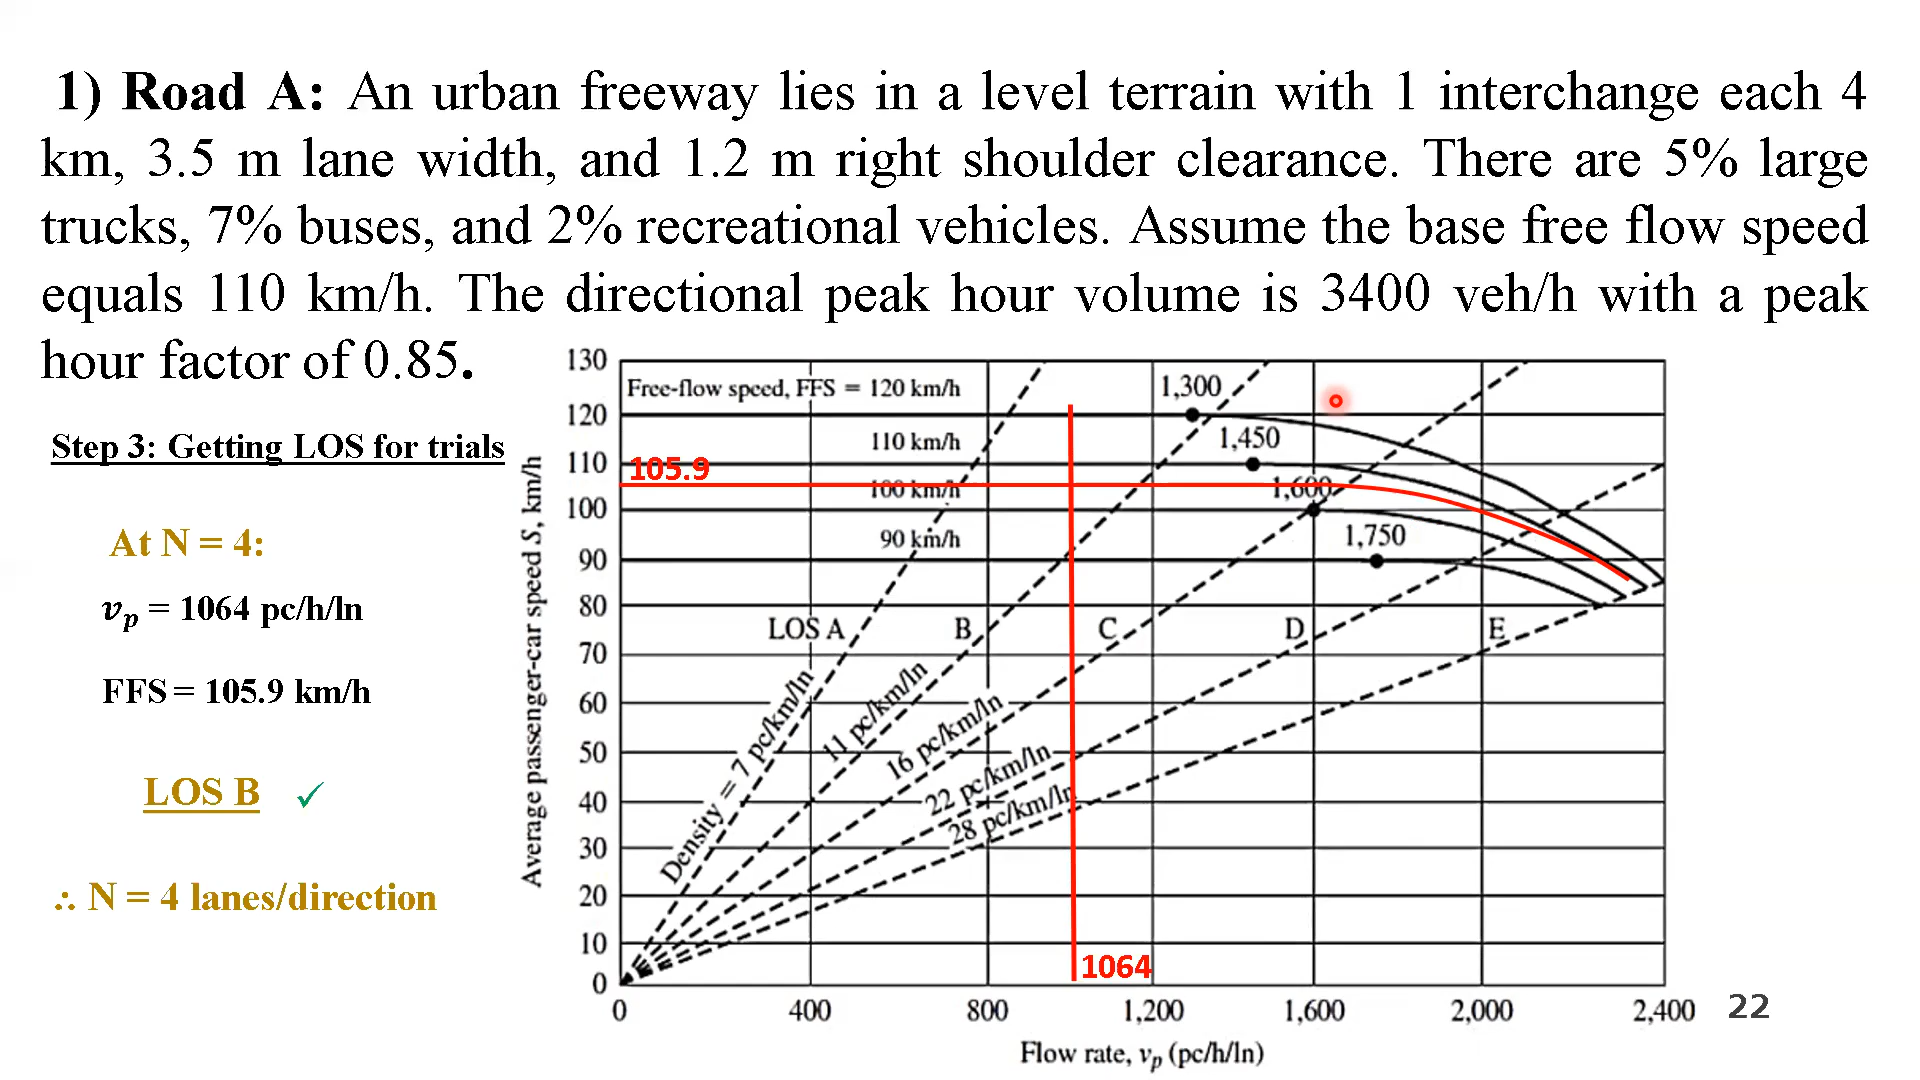 1) Road A: An urban freeway lies in a level terrain with 1 interchange each 4
km, 3.5 m lane width, and 1.2 m right shoulder clearance. There are 5% large
trucks, 7% buses, and 2% recreational vehicles. Assume the base free flow speed
equals 110 km/h. The directional peak hour volume is 3400 veh/h with a peak
hour factor of 0.85.
Step 3: Getting LOS for trials
At N = 4:
vₚ = 1064 pc/h/ln
FFS = 105.9 km/h
LOS B ✓
∴ N = 4 lanes/direction
Average passenger-car speed S, km/h
130
120
110
100
90
80
70
60
50
40
30
20
10
0
Free-flow speed, FFS = 120 km/h
110 km/h
100 km/h
90 km/h
105.9
1,300
1,450
1,600
1,750
LOS A
B
C
D
E
Density = 7 pc/km/ln
11 pc/km/ln
16 pc/km/ln
22 pc/km/ln
28 pc/km/ln
1064
0
400
800
1,200
1,600
2,000
2,400
Flow rate, vₚ (pc/h/ln)
22